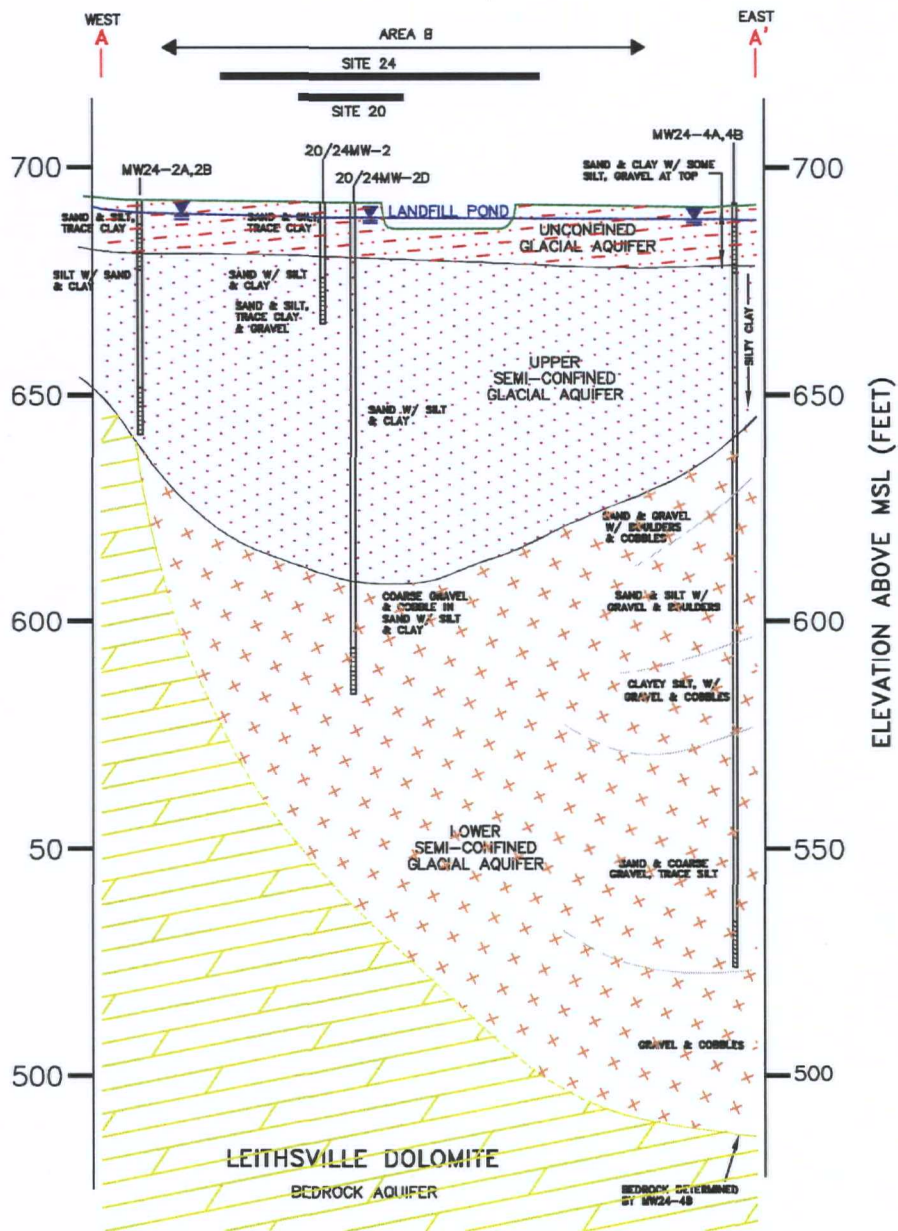 WEST
EAST
A
A'
AREA B
SITE 24
SITE 20
MW24-2A,2B
20/24MW-2
20/24MW-2D
MW24-4A,4B
SAND & CLAY W/ SOME
SILT, GRAVEL AT TOP
700
700
SAND & SILT,
TRACE CLAY
SAND & SILT,
TRACE CLAY
LANDFILL POND
UNCONFINED
GLACIAL AQUIFER
SILT W/ SAND
& CLAY
SAND W/ SILT
& CLAY
SAND & SILT,
TRACE CLAY
& GRAVEL
SILTY CLAY
UPPER
SEMI-CONFINED
GLACIAL AQUIFER
650
650
SAND W/ SILT
& CLAY
ELEVATION ABOVE MSL (FEET)
SAND & GRAVEL
W/ BOULDERS
& COBBLES
COARSE GRAVEL
& COBBLE IN
SAND W/ SILT
& CLAY
SAND & SILT W/
GRAVEL & BOULDERS
600
600
CLAYEY SILT, W/
GRAVEL & COBBLES
LOWER
SEMI-CONFINED
GLACIAL AQUIFER
50
550
SAND & COARSE
GRAVEL, TRACE SILT
GRAVEL & COBBLES
500
500
LEITHSVILLE DOLOMITE
BEDROCK AQUIFER
BEDROCK DETERMINED
BY MW24-4B